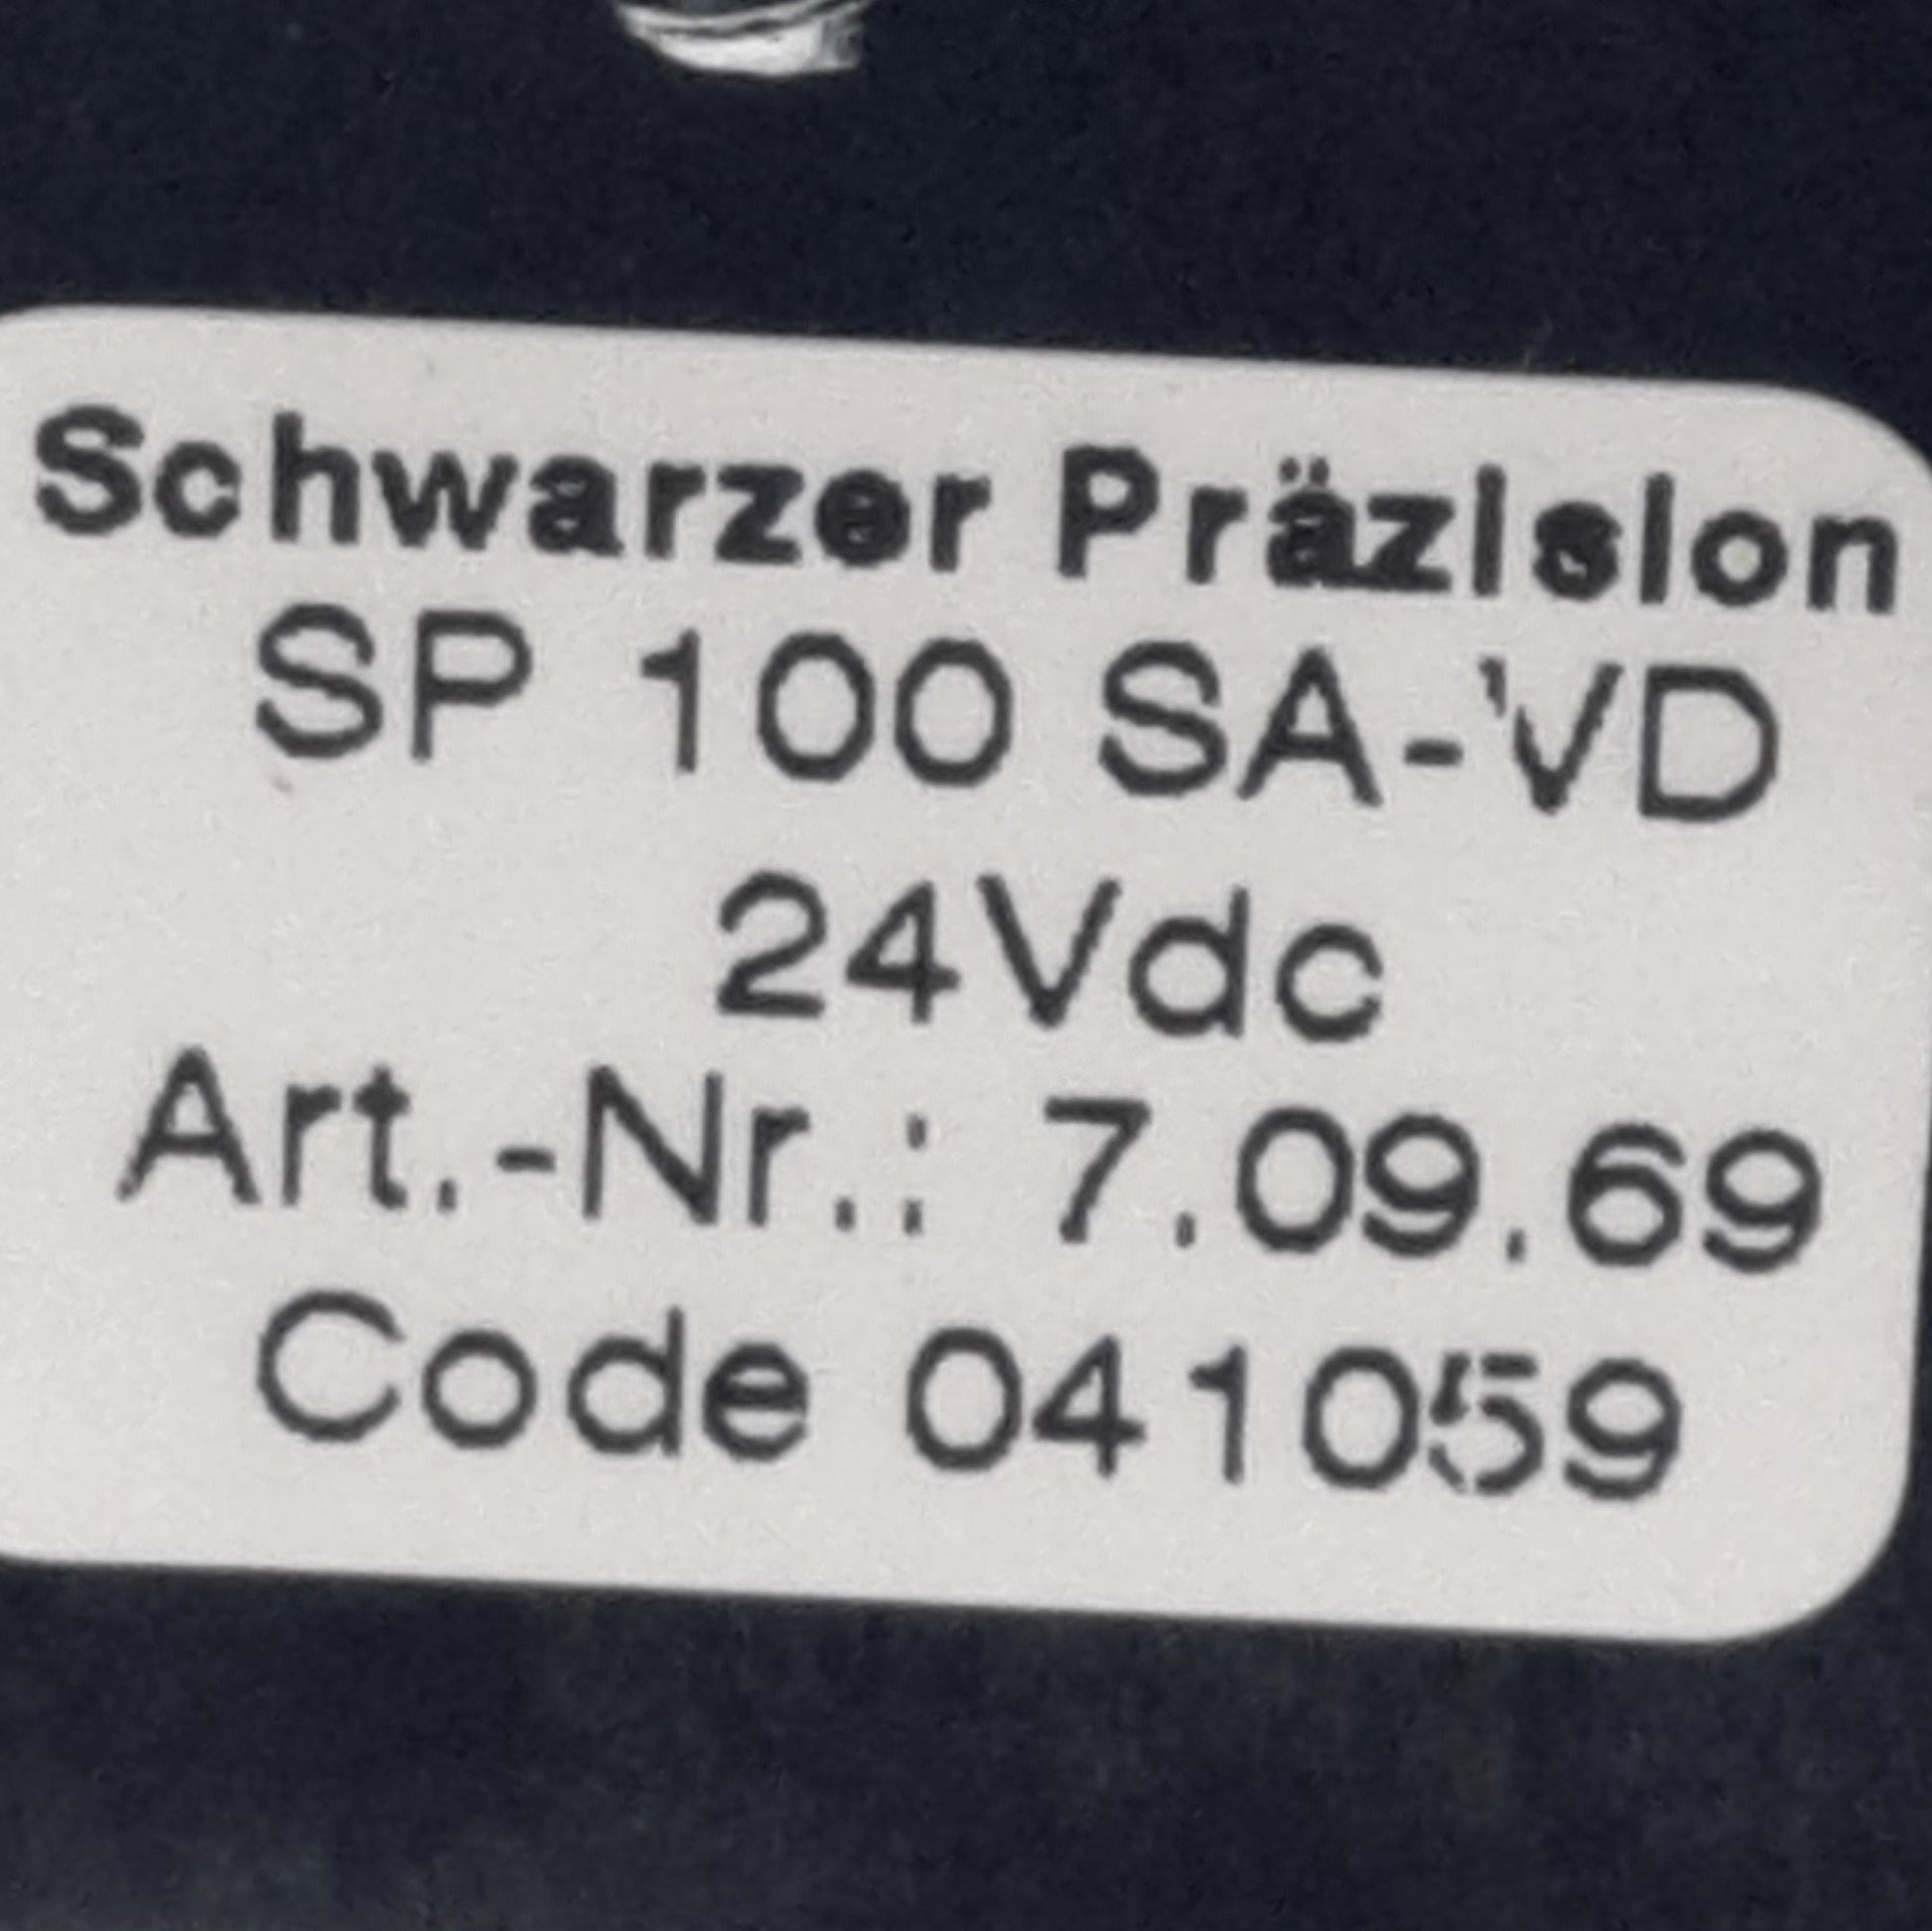 Schwarzer Präzision
SP 100 SA-VD
24Vdc
Art.-Nr.: 7.09.69
Code 041059